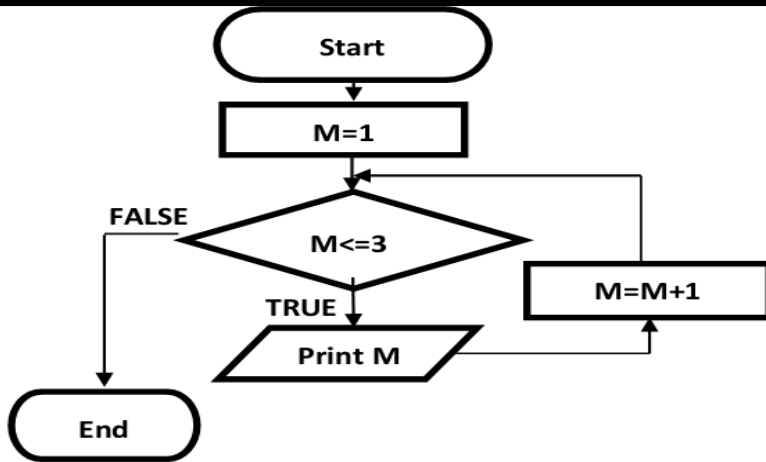 Start
M=1
FALSE
M<=3
M=M+1
TRUE
Print M
End